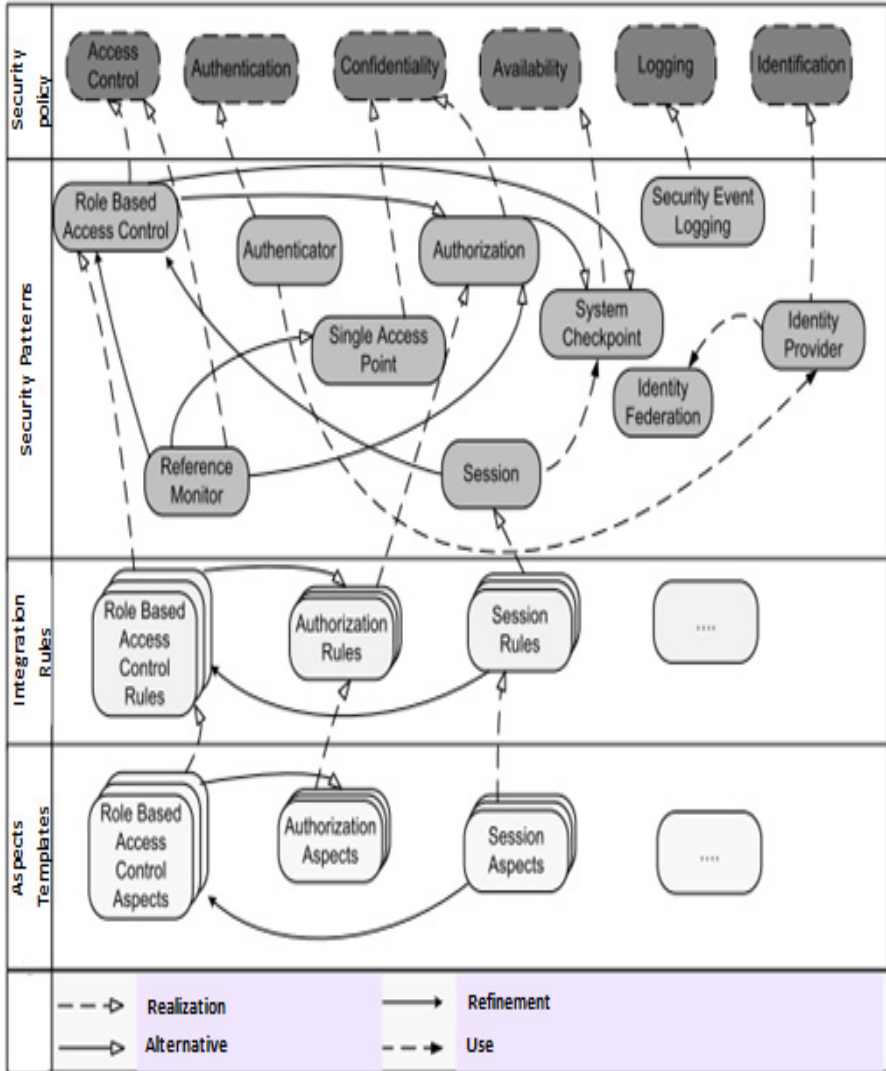 Security policy
Access
Control
Authentication
Confidentiality
Availability
Logging
Identification
Security Patterns
Role Based
Access Control
Authenticator
Authorization
Security Event
Logging
Single Access
Point
System
Checkpoint
Identity
Provider
Identity
Federation
Reference
Monitor
Session
Integration
Rules
Role Based
Access
Control
Rules
Authorization
Rules
Session
Rules
....
Aspects
Templates
Role Based
Access
Control
Aspects
Authorization
Aspects
Session
Aspects
....
Realization
Refinement
Alternative
Use